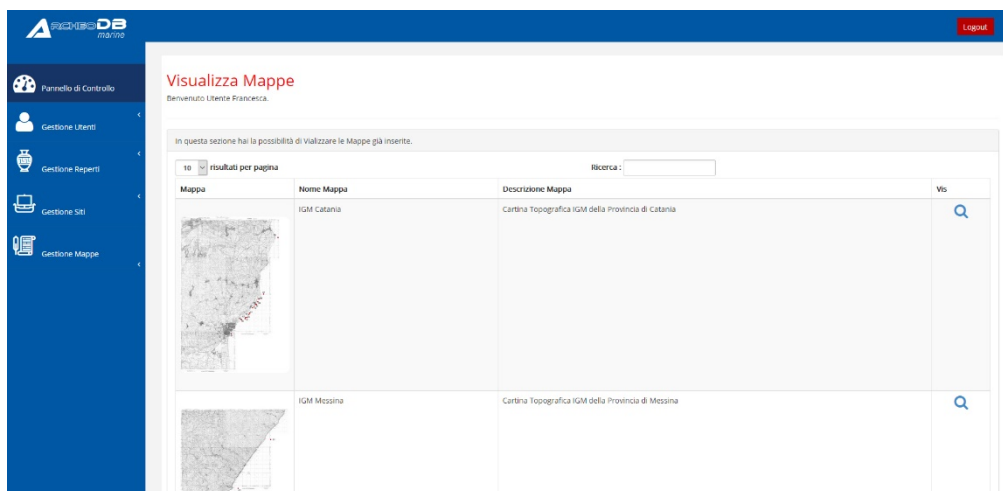 ARCHEODB
marine
Logout
Pannello di Controllo
Gestione Utenti
Gestione Reperti
Gestione Siti
Gestione Mappe
Visualizza Mappe
Benvenuto Utente Francesca.
In questa sezione hai la possibilità di Vializzare le Mappe già inserite.
10 risultati per pagina
Ricerca :
Mappa Nome Mappa Descrizione Mappa Vis
IGM Catania Cartina Topografica IGM della Provincia di Catania
IGM Messina Cartina Topografica IGM della Provincia di Messina